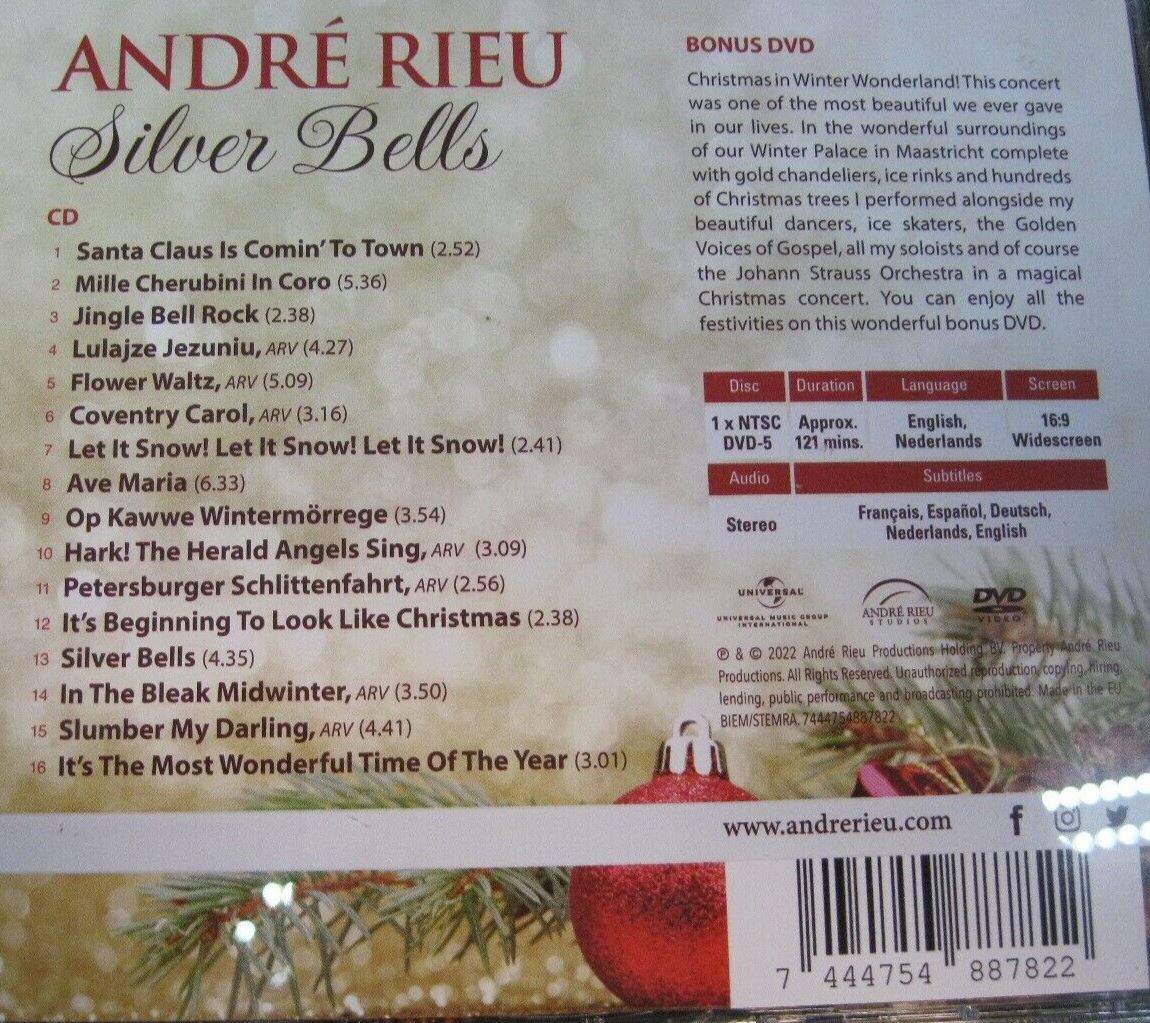 ANDRÉ RIEU
Silver Bells
CD
1 Santa Claus Is Comin' To Town (2.52)
2 Mille Cherubini In Coro (5.36)
3 Jingle Bell Rock (2.38)
4 Lulajze Jezuniu, ARV (4.27)
5 Flower Waltz, ARV (5.09)
6 Coventry Carol, ARV (3.16)
7 Let It Snow! Let It Snow! Let It Snow! (2.41)
8 Ave Maria (6.33)
9 Op Kawwe Wintermörrege (3.54)
10 Hark! The Herald Angels Sing, ARV (3.09)
11 Petersburger Schlittenfahrt, ARV (2.56)
12 It's Beginning To Look Like Christmas (2.38)
13 Silver Bells (4.35)
14 In The Bleak Midwinter, ARV (3.50)
15 Slumber My Darling, ARV (4.41)
16 It's The Most Wonderful Time Of The Year (3.01)
BONUS DVD
Christmas in Winter Wonderland! This concert
was one of the most beautiful we ever gave
in our lives. In the wonderful surroundings
of our Winter Palace in Maastricht complete
with gold chandeliers, ice rinks and hundreds
of Christmas trees I performed alongside my
beautiful dancers, ice skaters, the Golden
Voices of Gospel, all my soloists and of course
the Johann Strauss Orchestra in a magical
Christmas concert. You can enjoy all the
festivities on this wonderful bonus DVD.
Disc Duration Language Screen
1 x NTSC Approx. English, 16:9
DVD-5 121 mins. Nederlands Widescreen
Audio Subtitles
Stereo Français, Español, Deutsch,
Nederlands, English
UNIVERSAL
UNIVERSAL MUSIC GROUP
INTERNATIONAL
ANDRÉ RIEU
STUDIOS
DVD
VIDEO
℗ & © 2022 André Rieu Productions Holding BV. Property André Rieu
Productions. All Rights Reserved. Unauthorized reproduction, copying, hiring,
lending, public performance and broadcasting prohibited. Made in the EU
BIEM/STEMRA. 7444754887822
www.andrerieu.com
7 444754 887822